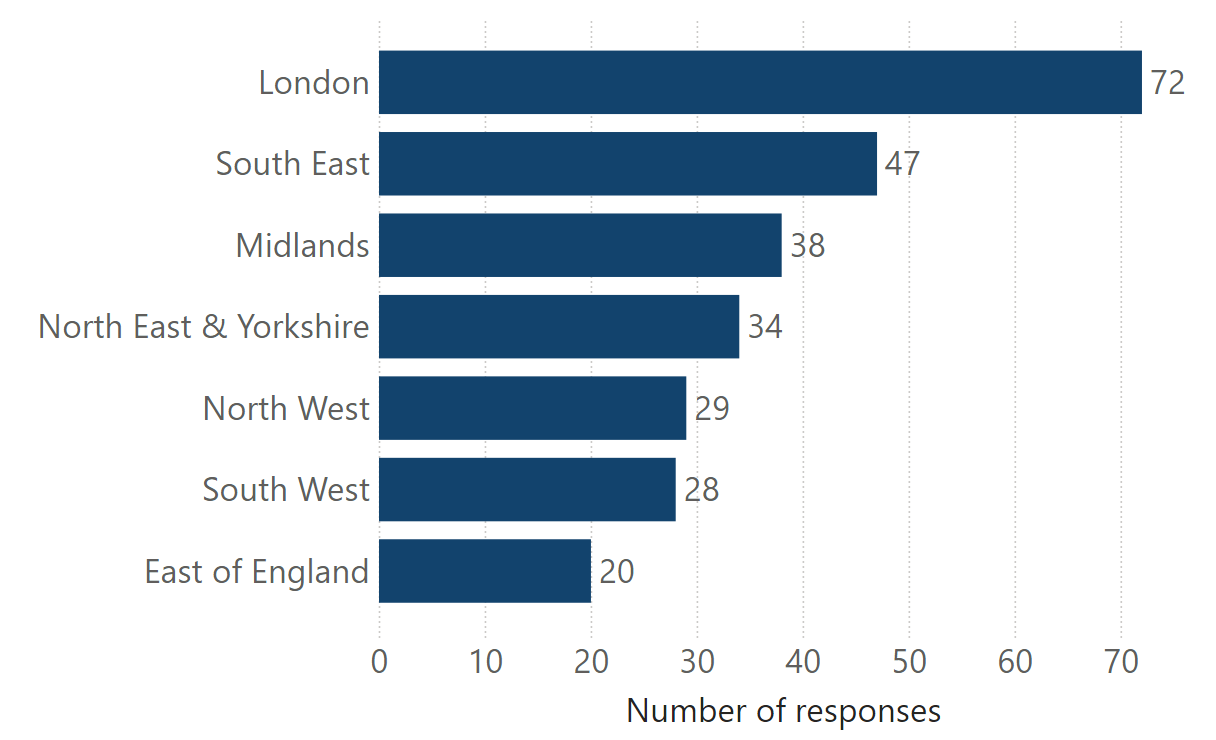 London 72
South East 47
Midlands 38
North East & Yorkshire 34
North West 29
South West 28
East of England 20
0 10 20 30 40 50 60 70
Number of responses